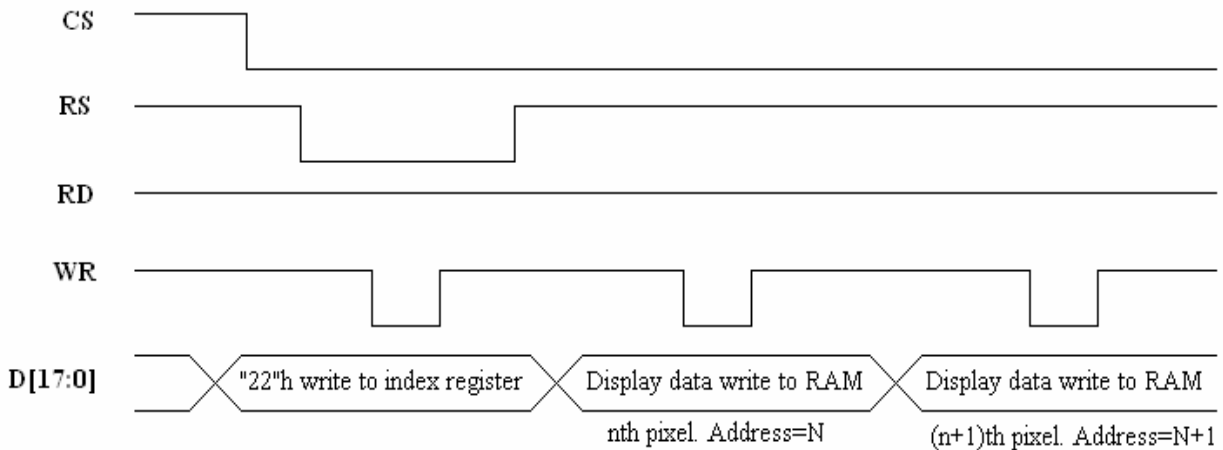 CS
RS
RD
WR
D[17:0]
"22"h write to index register
Display data write to RAM
Display data write to RAM
nth pixel. Address=N
(n+1)th pixel. Address=N+1